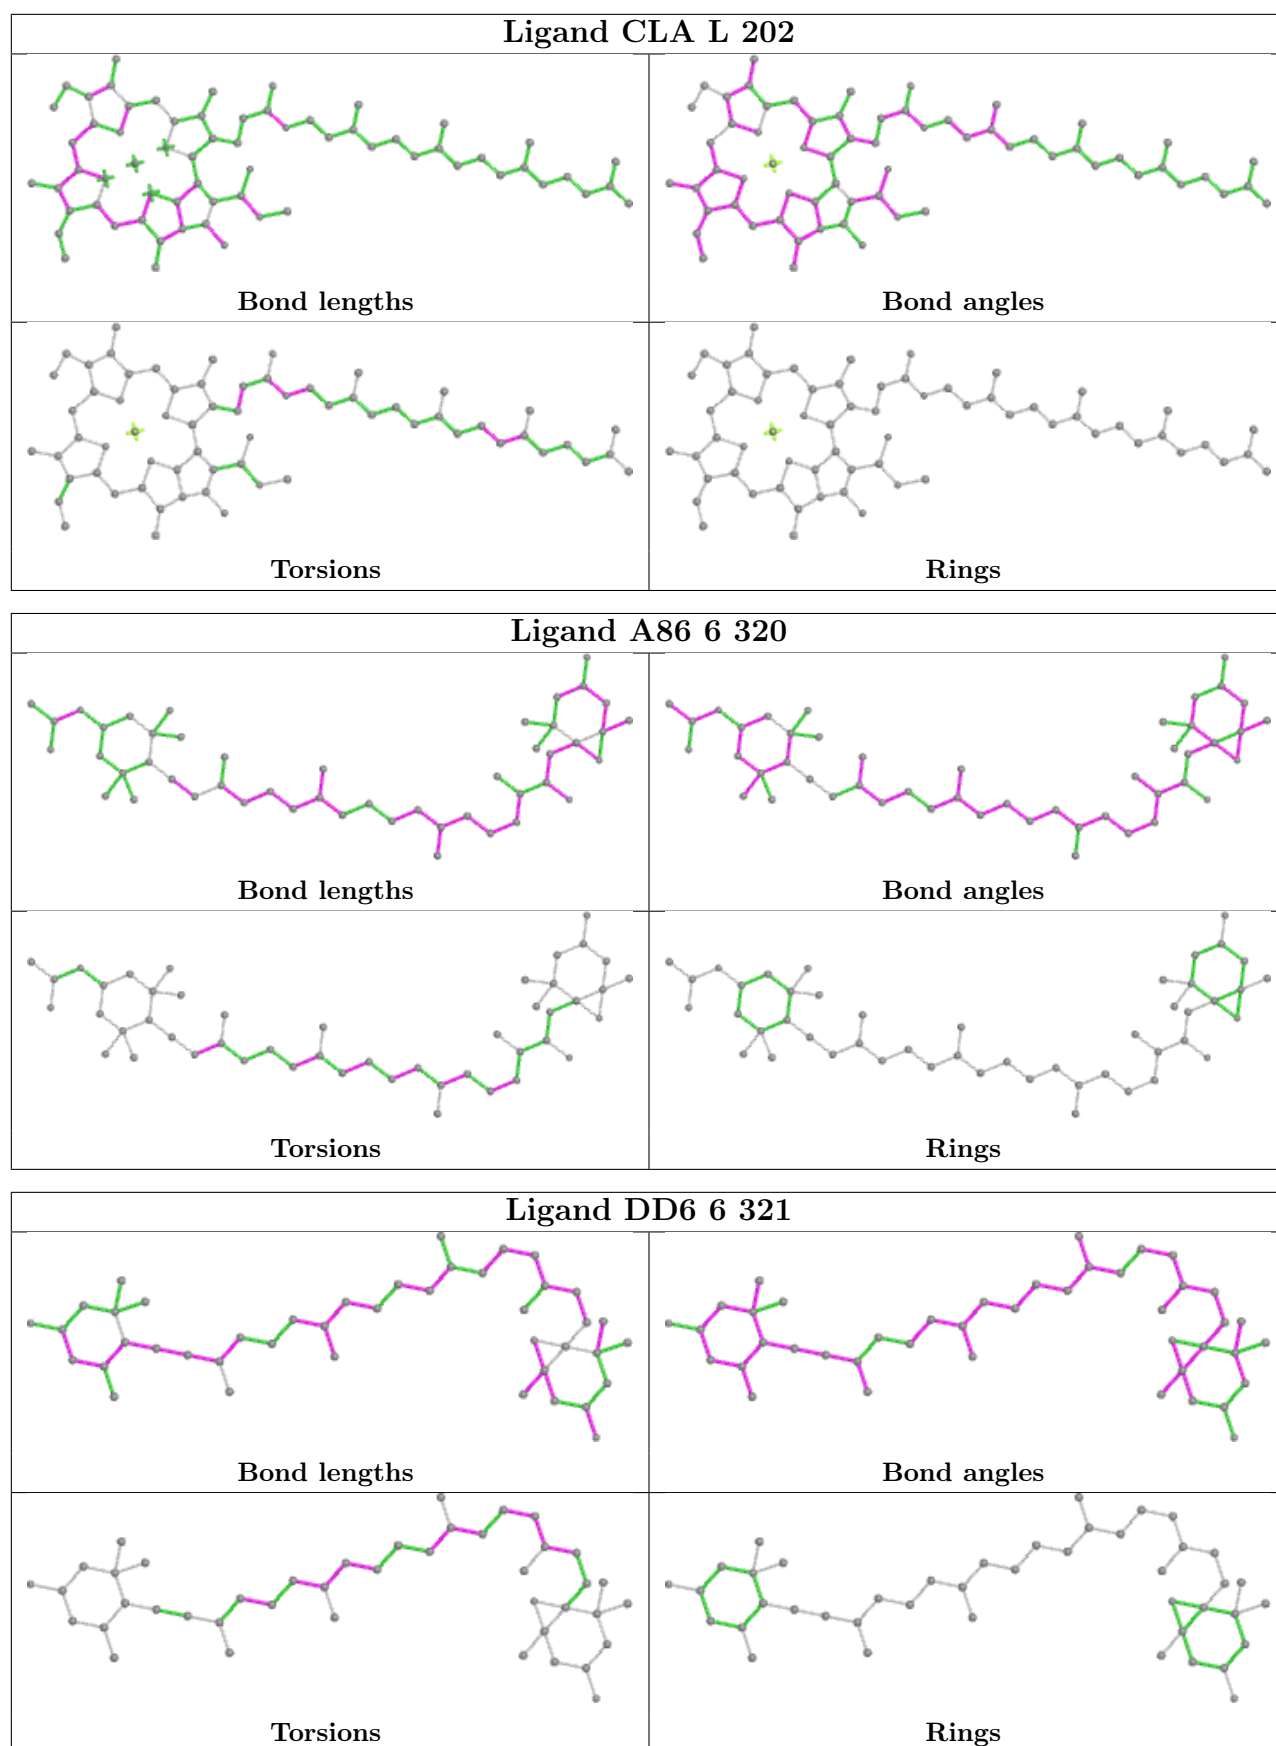 Ligand CLA L 202
Bond lengths
Bond angles
Torsions
Rings
Ligand A86 6 320
Bond lengths
Bond angles
Torsions
Rings
Ligand DD6 6 321
Bond lengths
Bond angles
Torsions
Rings